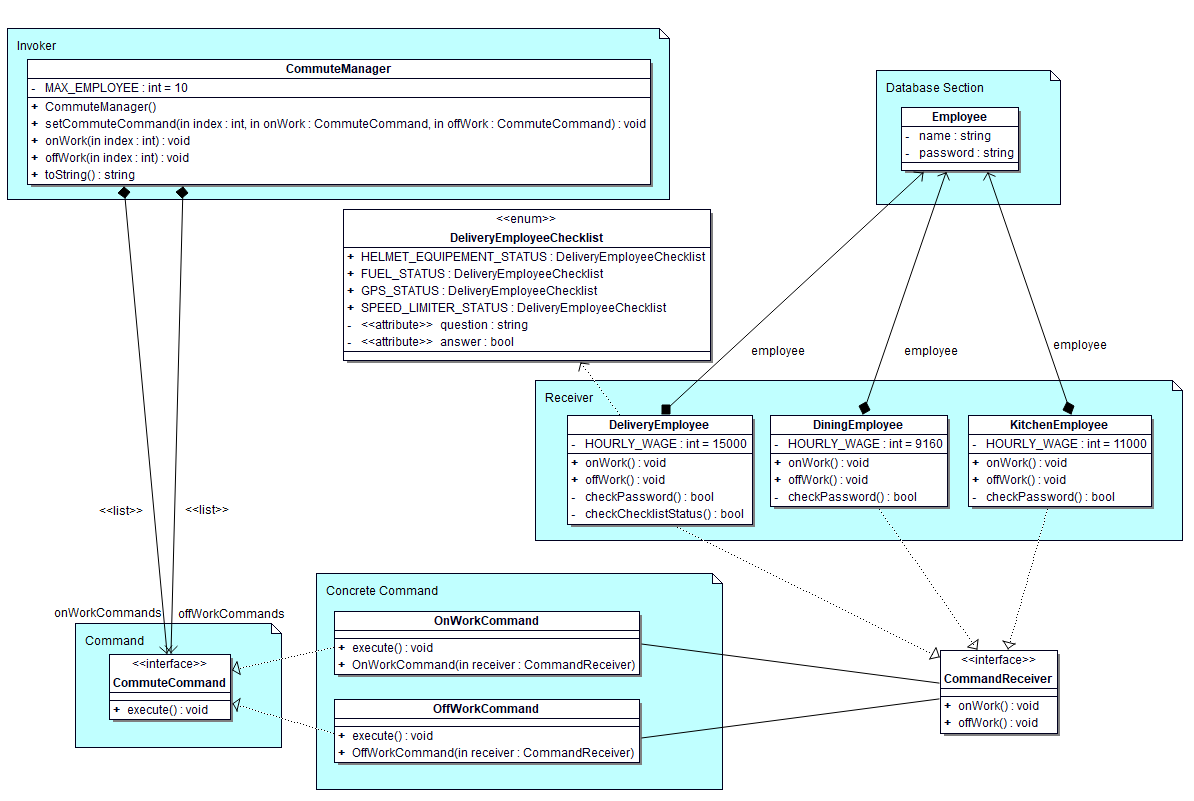 Invoker
CommuteManager
- MAX_EMPLOYEE : int = 10
+ CommuteManager()
+ setCommuteCommand(in index : int, in onWork : CommuteCommand, in offWork : CommuteCommand) : void
+ onWork(in index : int) : void
+ offWork(in index : int) : void
+ toString() : string
Database Section
Employee
- name : string
- password : string
<<enum>>
DeliveryEmployeeChecklist
+ HELMET_EQUIPEMENT_STATUS : DeliveryEmployeeChecklist
+ FUEL_STATUS : DeliveryEmployeeChecklist
+ GPS_STATUS : DeliveryEmployeeChecklist
+ SPEED_LIMITER_STATUS : DeliveryEmployeeChecklist
- <<attribute>> question : string
- <<attribute>> answer : bool
employee
employee
employee
Receiver
DeliveryEmployee
- HOURLY_WAGE : int = 15000
+ onWork() : void
+ offWork() : void
- checkPassword() : bool
- checkChecklistStatus() : bool
DiningEmployee
- HOURLY_WAGE : int = 9160
+ onWork() : void
+ offWork() : void
- checkPassword() : bool
KitchenEmployee
- HOURLY_WAGE : int = 11000
+ onWork() : void
+ offWork() : void
- checkPassword() : bool
<<list>>
<<list>>
onWorkCommands
offWorkCommands
Command
<<interface>>
CommuteCommand
+ execute() : void
Concrete Command
OnWorkCommand
+ execute() : void
+ OnWorkCommand(in receiver : CommandReceiver)
OffWorkCommand
+ execute() : void
+ OffWorkCommand(in receiver : CommandReceiver)
<<interface>>
CommandReceiver
+ onWork() : void
+ offWork() : void